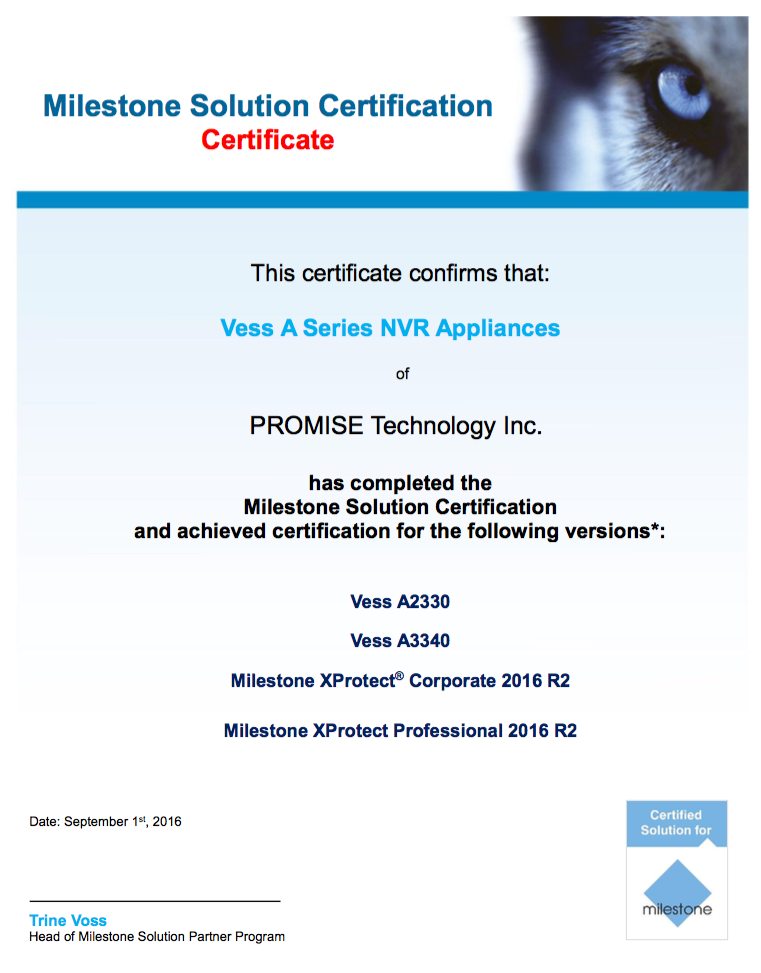 Milestone Solution Certification
Certificate
This certificate confirms that:
Vess A Series NVR Appliances
of
PROMISE Technology Inc.
has completed the
Milestone Solution Certification
and achieved certification for the following versions*:
Vess A2330
Vess A3340
Milestone XProtect® Corporate 2016 R2
Milestone XProtect Professional 2016 R2
Date: September 1st, 2016
Certified
Solution for
milestone
Trine Voss
Head of Milestone Solution Partner Program